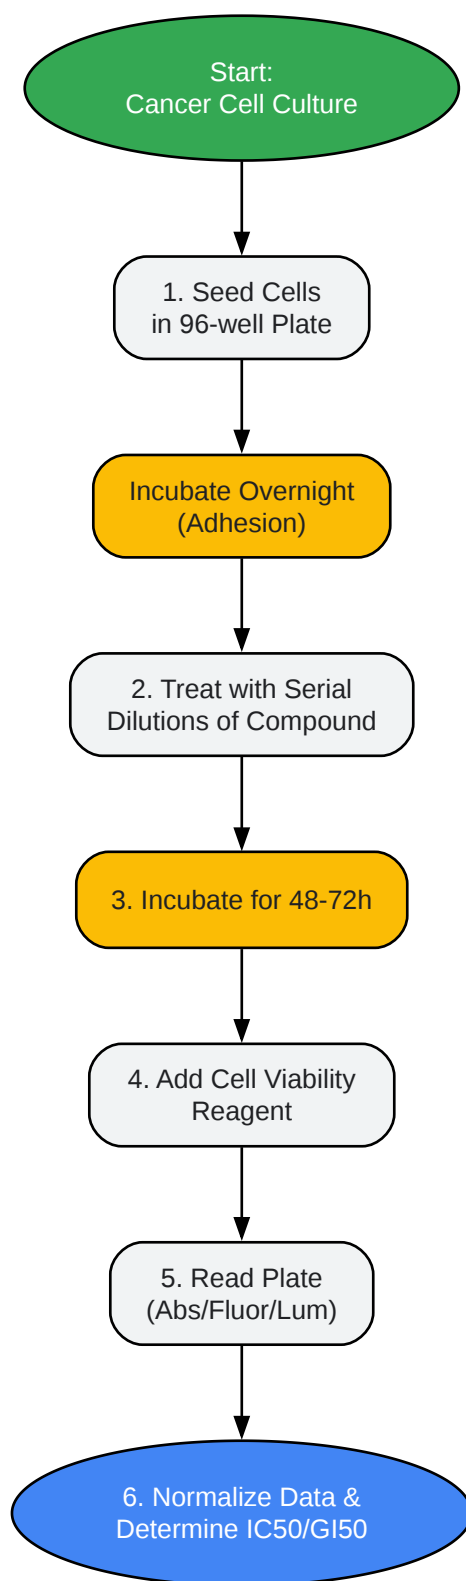 Start:
Cancer Cell Culture
1. Seed Cells
in 96-well Plate
Incubate Overnight
(Adhesion)
2. Treat with Serial
Dilutions of Compound
3. Incubate for 48-72h
4. Add Cell Viability
Reagent
5. Read Plate
(Abs/Fluor/Lum)
6. Normalize Data &
Determine IC50/GI50